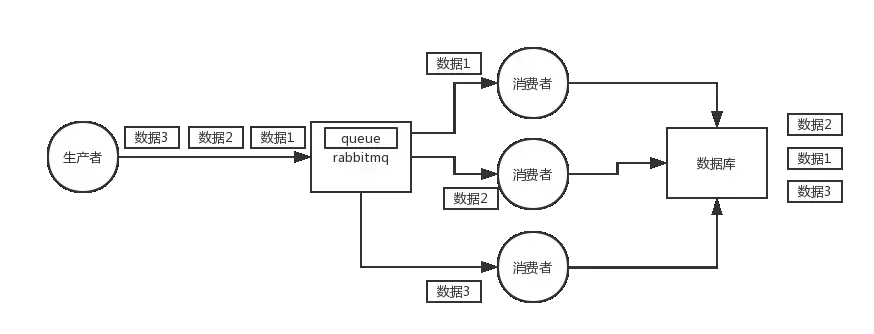 数据1
消费者
数据3
数据2
数据1
queue
rabbitmq
生产者
数据2
消费者
数据库
数据2
数据1
数据3
消费者
数据3